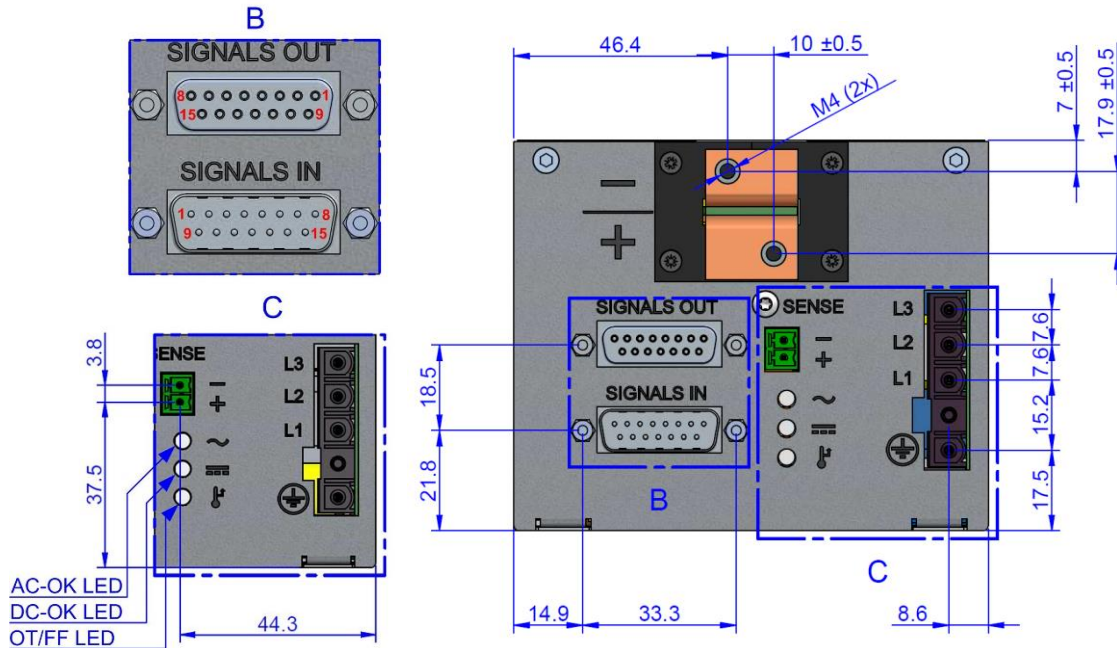 B
SIGNALS OUT
8 1
15 9
SIGNALS IN
1 8
9 15
C
ENSE
−
+
L3
L2
L1
3.8
37.5
AC-OK LED
DC-OK LED
OT/FF LED
44.3
46.4
10 ±0.5
M4 (2x)
7 ±0.5
17.9 ±0.5
−
+
SIGNALS OUT
SIGNALS IN
SENSE
−
+
L3
L2
L1
7.6
7.6
15.2
17.5
18.5
21.8
B
C
14.9
33.3
8.6